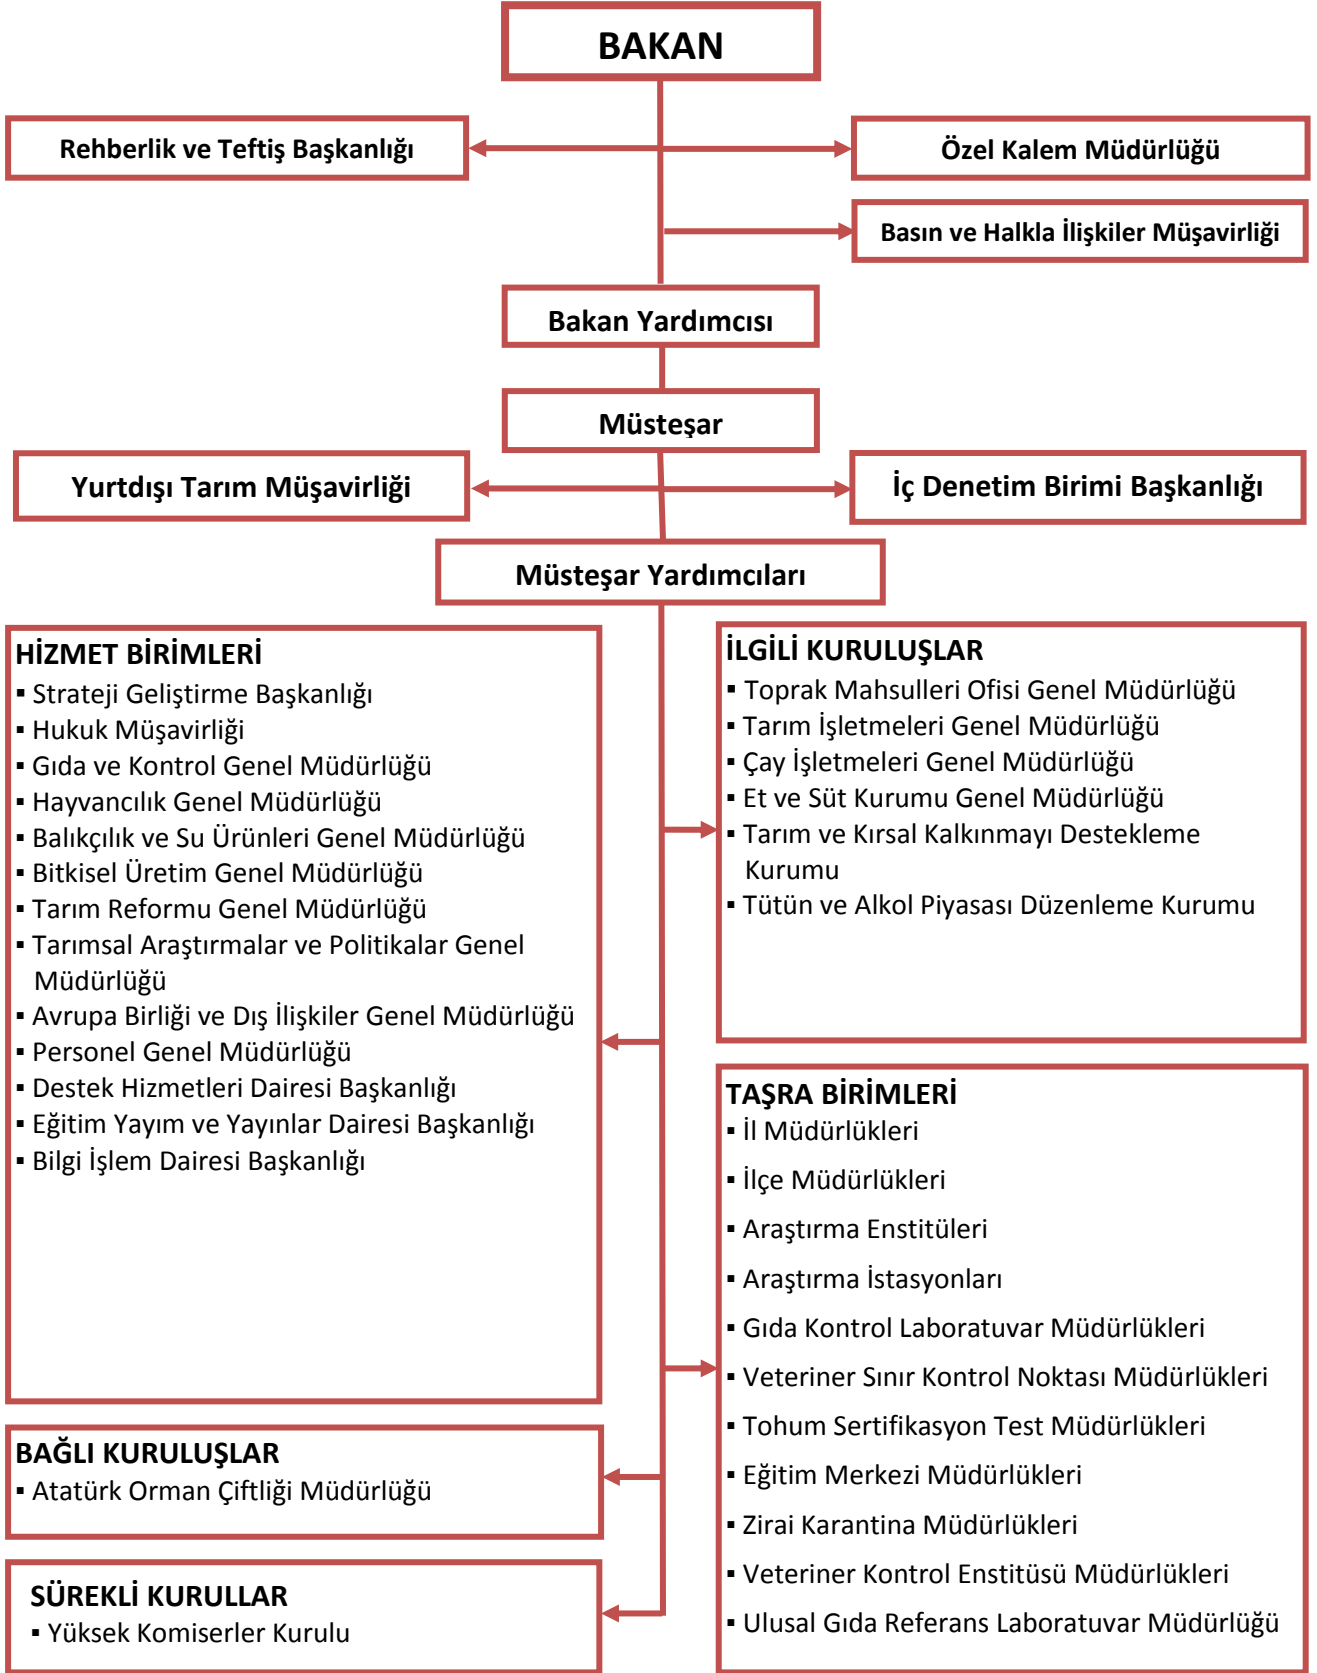 BAKAN
Rehberlik ve Teftiş Başkanlığı
Özel Kalem Müdürlüğü
Basın ve Halkla İlişkiler Müşavirliği
Bakan Yardımcısı
Müsteşar
Yurtdışı Tarım Müşavirliği
İç Denetim Birimi Başkanlığı
Müsteşar Yardımcıları
HİZMET BİRİMLERİ
▪ Strateji Geliştirme Başkanlığı
▪ Hukuk Müşavirliği
▪ Gıda ve Kontrol Genel Müdürlüğü
▪ Hayvancılık Genel Müdürlüğü
▪ Balıkçılık ve Su Ürünleri Genel Müdürlüğü
▪ Bitkisel Üretim Genel Müdürlüğü
▪ Tarım Reformu Genel Müdürlüğü
▪ Tarımsal Araştırmalar ve Politikalar Genel
Müdürlüğü
▪ Avrupa Birliği ve Dış İlişkiler Genel Müdürlüğü
▪ Personel Genel Müdürlüğü
▪ Destek Hizmetleri Dairesi Başkanlığı
▪ Eğitim Yayım ve Yayınlar Dairesi Başkanlığı
▪ Bilgi İşlem Dairesi Başkanlığı
İLGİLİ KURULUŞLAR
▪ Toprak Mahsulleri Ofisi Genel Müdürlüğü
▪ Tarım İşletmeleri Genel Müdürlüğü
▪ Çay İşletmeleri Genel Müdürlüğü
▪ Et ve Süt Kurumu Genel Müdürlüğü
▪ Tarım ve Kırsal Kalkınmayı Destekleme
Kurumu
▪ Tütün ve Alkol Piyasası Düzenleme Kurumu
TAŞRA BİRİMLERİ
▪ İl Müdürlükleri
▪ İlçe Müdürlükleri
▪ Araştırma Enstitüleri
▪ Araştırma İstasyonları
▪ Gıda Kontrol Laboratuvar Müdürlükleri
▪ Veteriner Sınır Kontrol Noktası Müdürlükleri
▪ Tohum Sertifikasyon Test Müdürlükleri
▪ Eğitim Merkezi Müdürlükleri
▪ Zirai Karantina Müdürlükleri
▪ Veteriner Kontrol Enstitüsü Müdürlükleri
▪ Ulusal Gıda Referans Laboratuvar Müdürlüğü
BAĞLI KURULUŞLAR
▪ Atatürk Orman Çiftliği Müdürlüğü
SÜREKLİ KURULLAR
▪ Yüksek Komiserler Kurulu